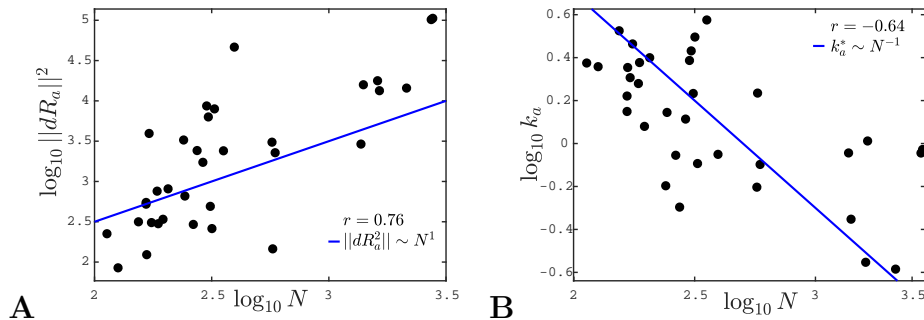 5
4.5
4
3.5
3
2.5
2
log₁₀ ||dRₐ||²
r = 0.76
||dRₐ²|| ∼ N¹
2 2.5 3 3.5
log₁₀ N
A
0.6
0.4
0.2
0
-0.2
-0.4
-0.6
log₁₀ kₐ
r = −0.64
kₐ* ∼ N⁻¹
2 2.5 3 3.5
log₁₀ N
B